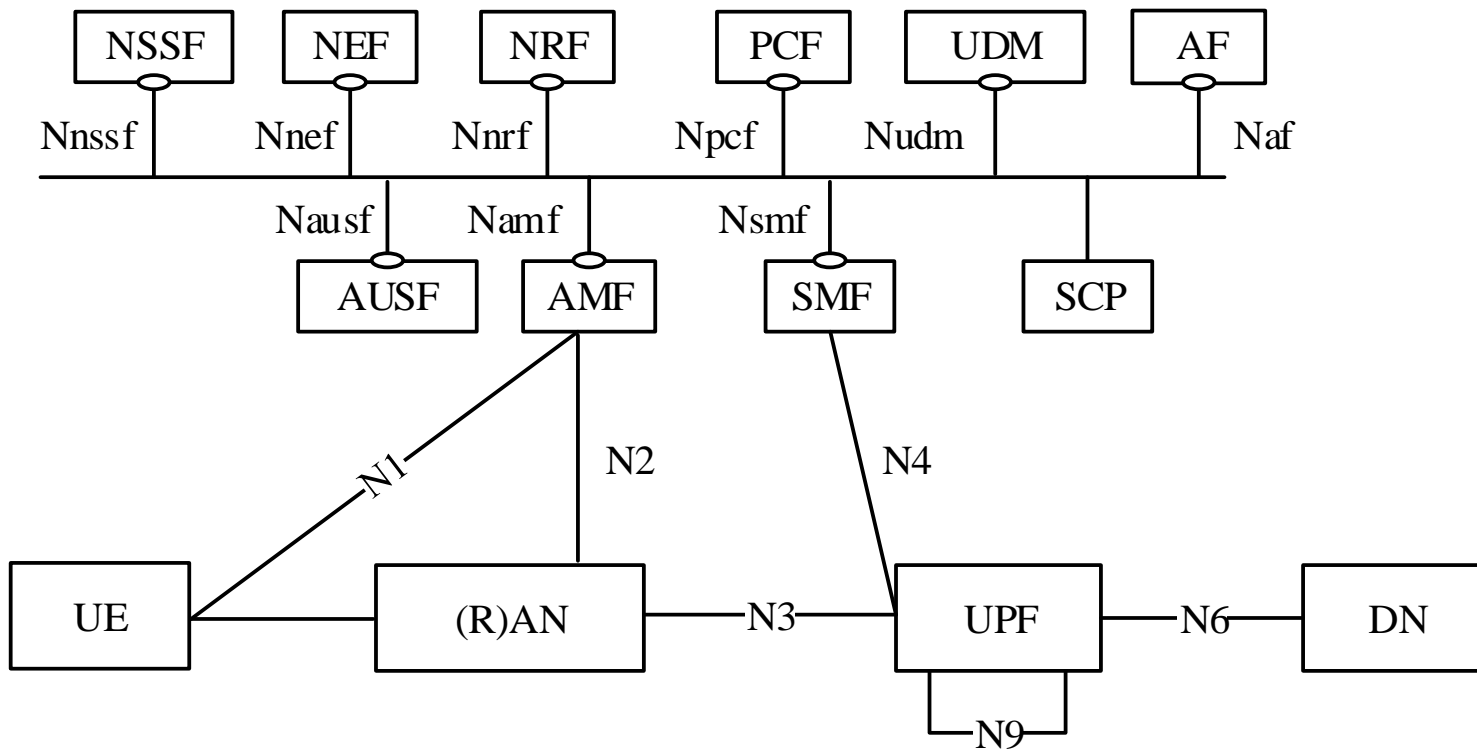 NSSF NEF NRF PCF UDM AF
Nnssf Nnef Nnrf Npcf Nudm Naf
Nausf Namf Nsmf
AUSF AMF SMF SCP
N1 N2 N4
UE (R)AN N3 UPF N6 DN
N9